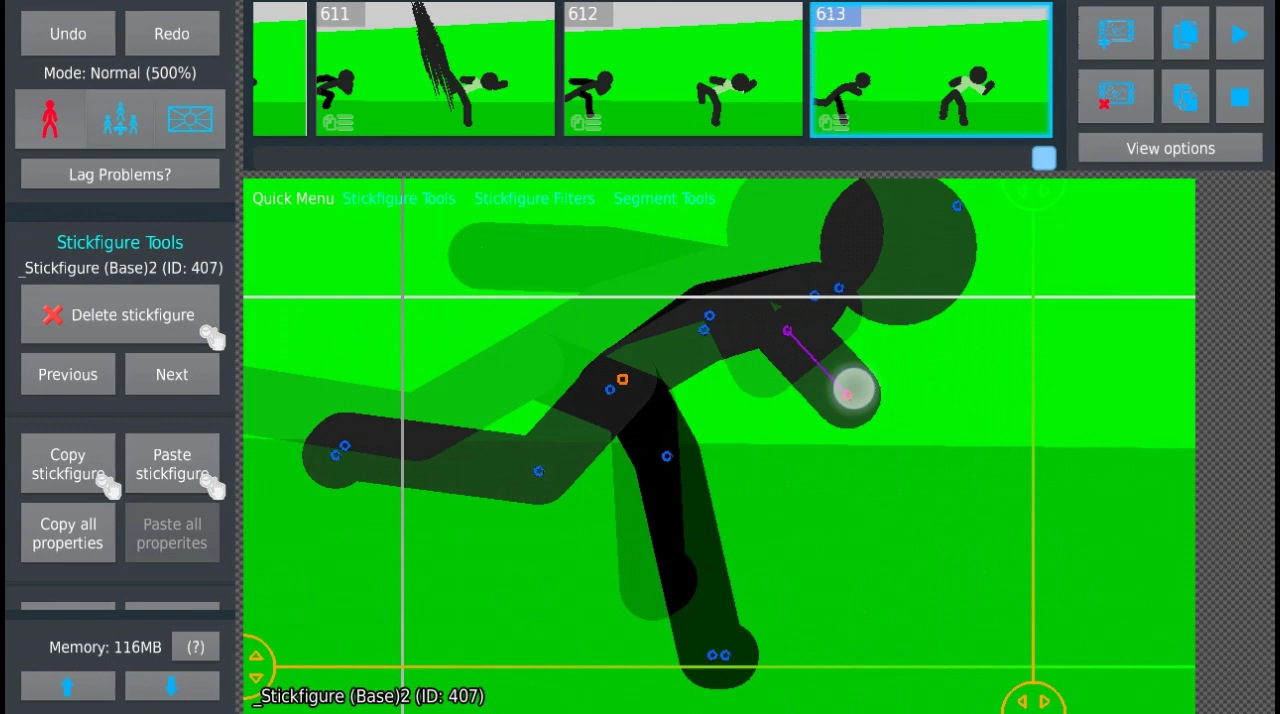 Undo
Redo
Mode: Normal (500%)
Lag Problems?
Stickfigure Tools
_Stickfigure (Base)2 (ID: 407)
Delete stickfigure
Previous
Next
Copy
stickfigure
Paste
stickfigure
Copy all
properties
Paste all
properites
Memory: 116MB
(?)
611
612
613
View options
Quick Menu
Stickfigure Tools
Stickfigure Filters
Segment Tools
_Stickfigure (Base)2 (ID: 407)